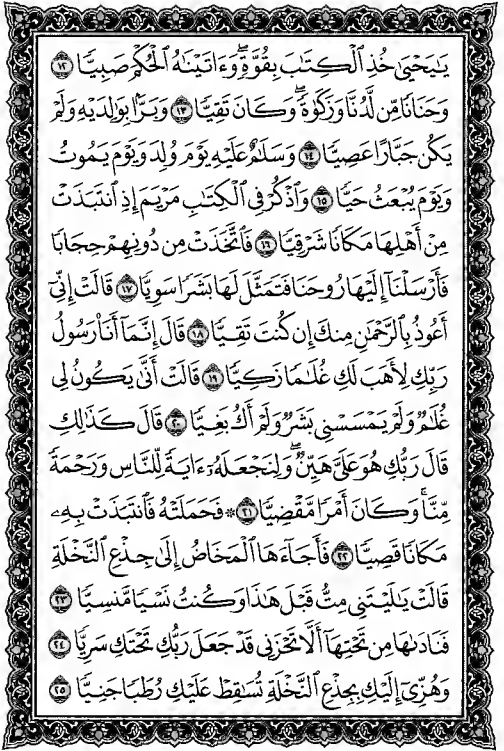 يَٰيَحْيَىٰ خُذِ ٱلْكِتَٰبَ بِقُوَّةٍۖ وَءَاتَيْنَٰهُ ٱلْحُكْمَ صَبِيًّا ١٢
وَحَنَانًا مِّن لَّدُنَّا وَزَكَوٰةًۖ وَكَانَ تَقِيًّا ١٣ وَبَرًّۢا بِوَٰلِدَيْهِ وَلَمْ
يَكُن جَبَّارًا عَصِيًّا ١٤ وَسَلَٰمٌ عَلَيْهِ يَوْمَ وُلِدَ وَيَوْمَ يَمُوتُ
وَيَوْمَ يُبْعَثُ حَيًّا ١٥ وَٱذْكُرْ فِي ٱلْكِتَٰبِ مَرْيَمَ إِذِ ٱنتَبَذَتْ
مِنْ أَهْلِهَا مَكَانًا شَرْقِيًّا ١٦ فَٱتَّخَذَتْ مِن دُونِهِمْ حِجَابًا
فَأَرْسَلْنَآ إِلَيْهَا رُوحَنَا فَتَمَثَّلَ لَهَا بَشَرًا سَوِيًّا ١٧ قَالَتْ إِنِّيٓ
أَعُوذُ بِٱلرَّحْمَٰنِ مِنكَ إِن كُنتَ تَقِيًّا ١٨ قَالَ إِنَّمَآ أَنَا۠ رَسُولُ
رَبِّكِ لِأَهَبَ لَكِ غُلَٰمًا زَكِيًّا ١٩ قَالَتْ أَنَّىٰ يَكُونُ لِي
غُلَٰمٌ وَلَمْ يَمْسَسْنِي بَشَرٌ وَلَمْ أَكُ بَغِيًّا ٢٠ قَالَ كَذَٰلِكِ
قَالَ رَبُّكِ هُوَ عَلَيَّ هَيِّنٌۖ وَلِنَجْعَلَهُۥٓ ءَايَةً لِّلنَّاسِ وَرَحْمَةً
مِّنَّاۚ وَكَانَ أَمْرًا مَّقْضِيًّا ٢١ ۞ فَحَمَلَتْهُ فَٱنتَبَذَتْ بِهِۦ
مَكَانًا قَصِيًّا ٢٢ فَأَجَآءَهَا ٱلْمَخَاضُ إِلَىٰ جِذْعِ ٱلنَّخْلَةِ
قَالَتْ يَٰلَيْتَنِي مِتُّ قَبْلَ هَٰذَا وَكُنتُ نَسْيًا مَّنسِيًّا ٢٣
فَنَادَىٰهَا مِن تَحْتِهَآ أَلَّا تَحْزَنِي قَدْ جَعَلَ رَبُّكِ تَحْتَكِ سَرِيًّا ٢٤
وَهُزِّيٓ إِلَيْكِ بِجِذْعِ ٱلنَّخْلَةِ تُسَٰقِطْ عَلَيْكِ رُطَبًا جَنِيًّا ٢٥